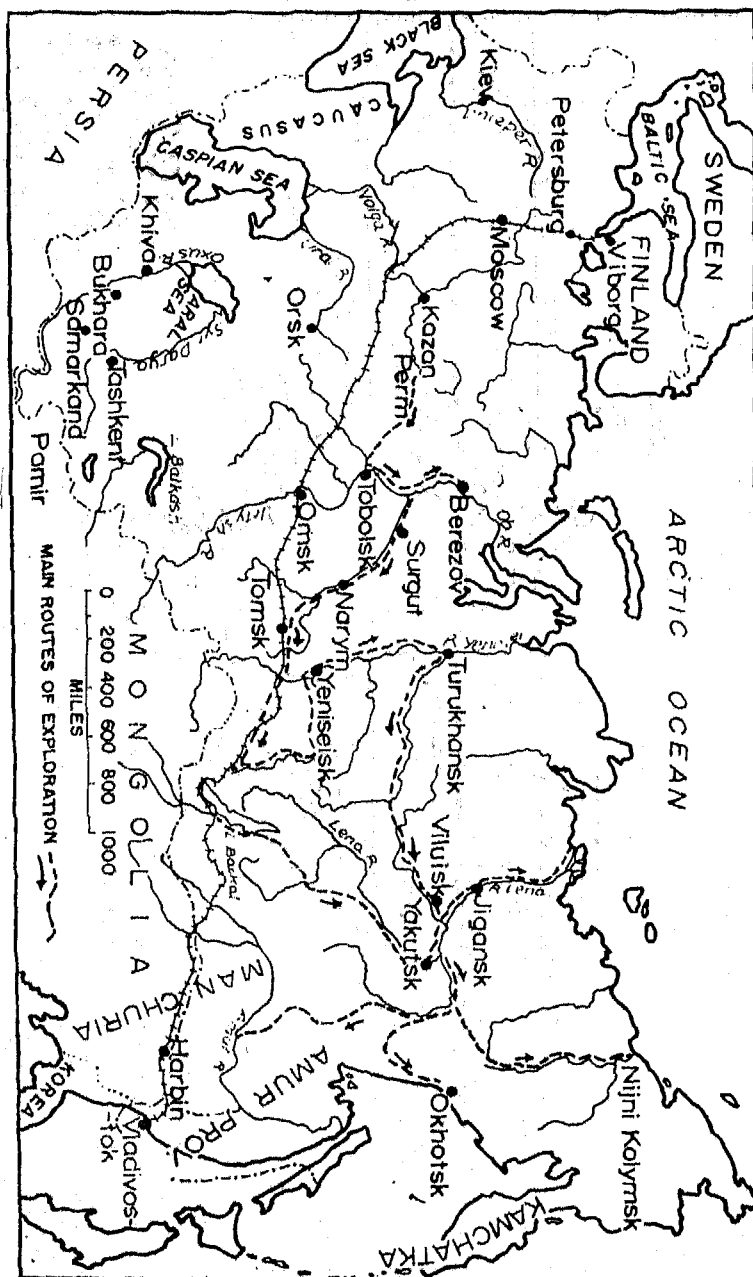 SWEDEN
BALTIC SEA
FINLAND
Viborg
Petersburg
ARCTIC OCEAN
Moscow
Kiev
Dnieper R
BLACK SEA
CAUCASUS
Volga R
Kazan
Perm
CASPIAN SEA
PERSIA
Orsk
ARAL SEA
Oxus R
Syr Darya
Khiva
Bukhara
Samarkand
Tashkent
Pamir
Balkash
Berezov
Ob R
Surgut
Tobolsk
Narym
Omsk
Irtysh R
Tomsk
Turukhansk
Yeniseisk
Viluisk
Jigansk
R Lena
Yakutsk
Lena R
Baikal
Nijni Kolymsk
Okhotsk
KAMCHATKA
AMUR PROV
Amur R
MANCHURIA
Harbin
Vladivos-
-tok
KOREA
MONGOLIA
0 200 400 600 800 1000
MILES
MAIN ROUTES OF EXPLORATION